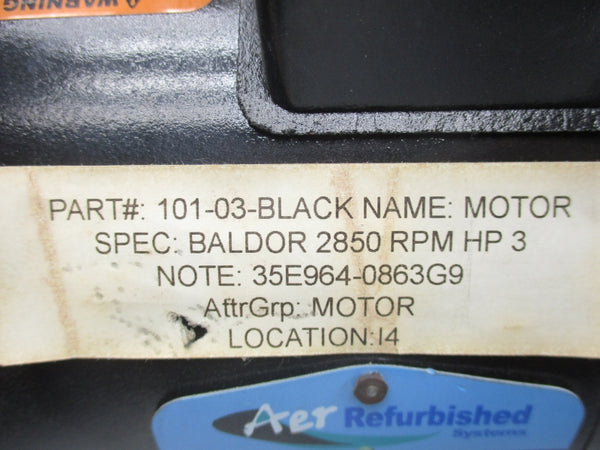 WARNING
PART#: 101-03-BLACK NAME: MOTOR
SPEC: BALDOR 2850 RPM HP 3
NOTE: 35E964-0863G9
AttrGrp: MOTOR
LOCATION:I4
Aer Refurbished
Systems